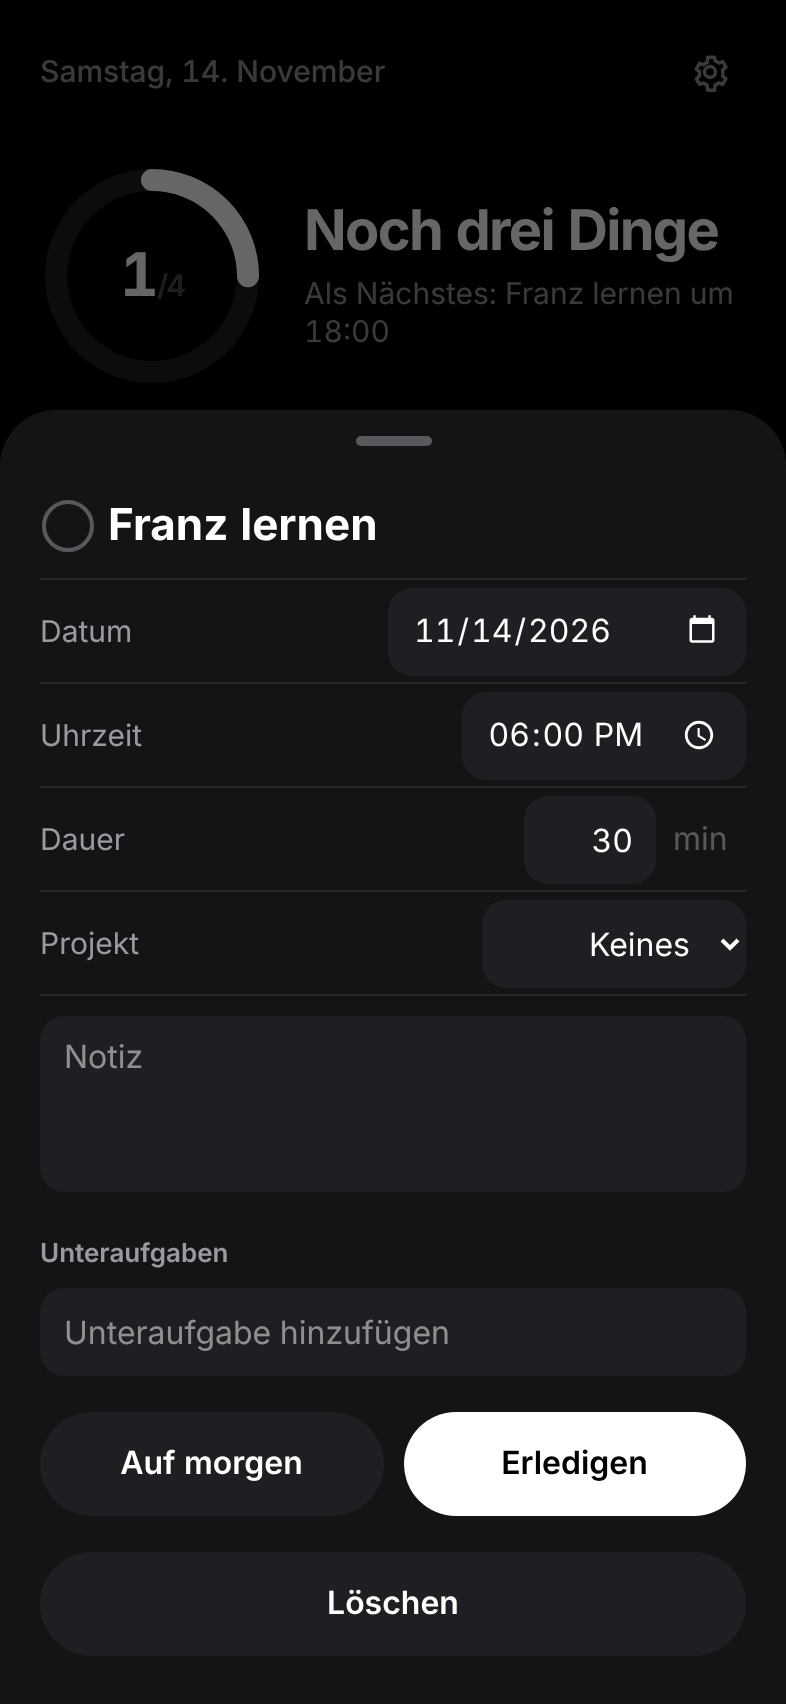 Samstag, 14. November
1/4
Noch drei Dinge
Als Nächstes: Franz lernen um
18:00
Franz lernen
Datum
11/14/2026
Uhrzeit
06:00 PM
Dauer
30 min
Projekt
Keines
Notiz
Unteraufgaben
Unteraufgabe hinzufügen
Auf morgen
Erledigen
Löschen